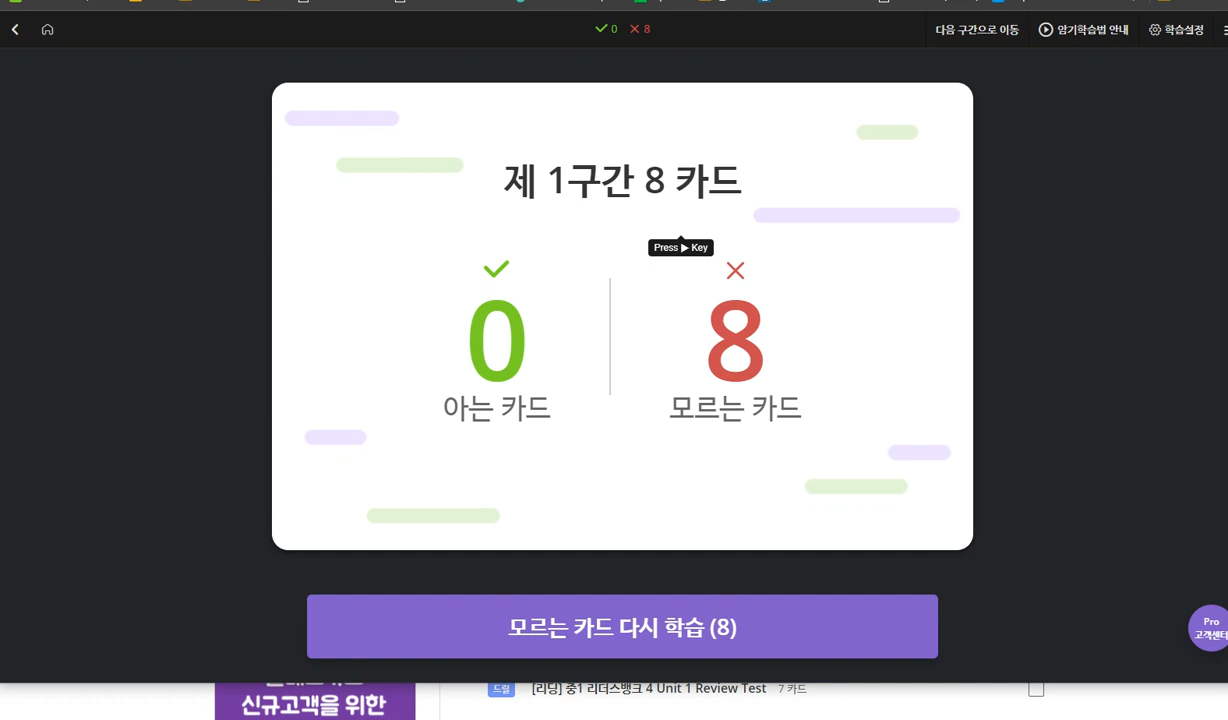 0 8
다음 구간으로 이동
암기학습법 안내
학습설정
제 1구간 8 카드
Press ▶ Key
0
8
아는 카드
모르는 카드
모르는 카드 다시 학습 (8)
Pro
고객센터
신규고객을 위한
드릴 [리딩] 중1 리더스뱅크 4 Unit 1 Review Test 7 카드